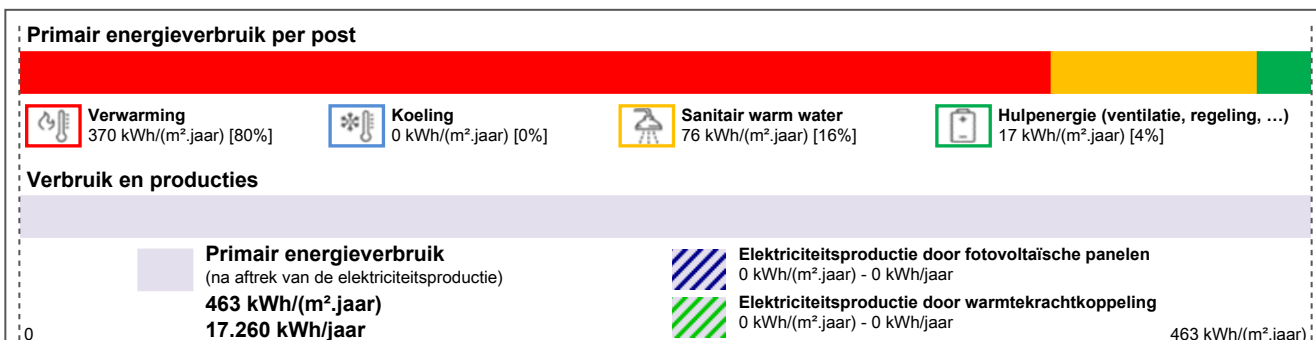 Primair energieverbruik per post
Verwarming
370 kWh/(m².jaar) [80%]
Koeling
0 kWh/(m².jaar) [0%]
Sanitair warm water
76 kWh/(m².jaar) [16%]
Hulpenergie (ventilatie, regeling, …)
17 kWh/(m².jaar) [4%]
Verbruik en producties
Primair energieverbruik
(na aftrek van de elektriciteitsproductie)
463 kWh/(m².jaar)
17.260 kWh/jaar
Elektriciteitsproductie door fotovoltaïsche panelen
0 kWh/(m².jaar) - 0 kWh/jaar
Elektriciteitsproductie door warmtekrachtkoppeling
0 kWh/(m².jaar) - 0 kWh/jaar
0
463 kWh/(m².jaar)